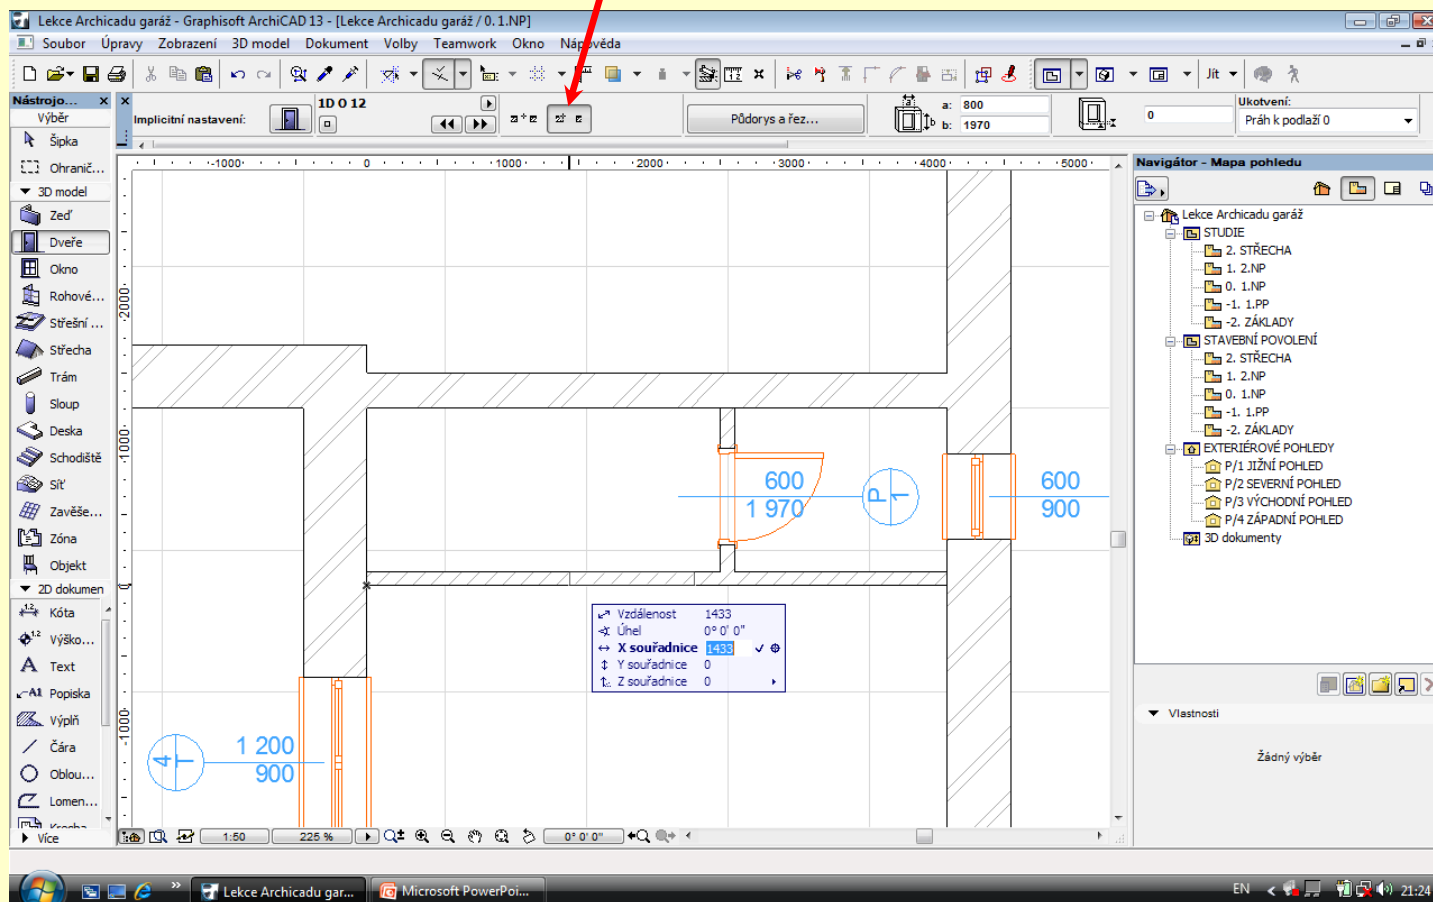 Lekce Archicadu garáž - Graphisoft ArchiCAD 13 - [Lekce Archicadu garáž / 0. 1.NP]
Soubor Úpravy Zobrazení 3D model Dokument Volby Teamwork Okno Nápověda
Jít
Nástrojo...
Výběr
Šipka
Ohranič...
3D model
Zeď
Dveře
Okno
Rohové...
Střešní ...
Střecha
Trám
Sloup
Deska
Schodiště
Síť
Zavěše...
Zóna
Objekt
2D dokumen
Kóta
Výško...
Text
Popiska
Výplň
Čára
Oblou...
Lomen...
Více
Implicitní nastavení:
1D O 12
Půdorys a řez...
a: 800
b: 1970
0
Ukotvení:
Práh k podlaží 0
-1000 0 1000 2000 3000 4000 5000
2000
1000
-1000
600
1 970
P
1
600
900
4
T
1 200
900
Vzdálenost 1433
Úhel 0° 0' 0"
X souřadnice 1433
Y souřadnice 0
Z souřadnice 0
Navigátor - Mapa pohledu
Lekce Archicadu garáž
STUDIE
2. STŘECHA
1. 2.NP
0. 1.NP
-1. 1.PP
-2. ZÁKLADY
STAVEBNÍ POVOLENÍ
2. STŘECHA
1. 2.NP
0. 1.NP
-1. 1.PP
-2. ZÁKLADY
EXTERIÉROVÉ POHLEDY
P/1 JIŽNÍ POHLED
P/2 SEVERNÍ POHLED
P/3 VÝCHODNÍ POHLED
P/4 ZÁPADNÍ POHLED
3D dokumenty
Vlastnosti
Žádný výběr
1:50 225 % 0° 0' 0"
Lekce Archicadu gar... Microsoft PowerPoi... EN 21:24